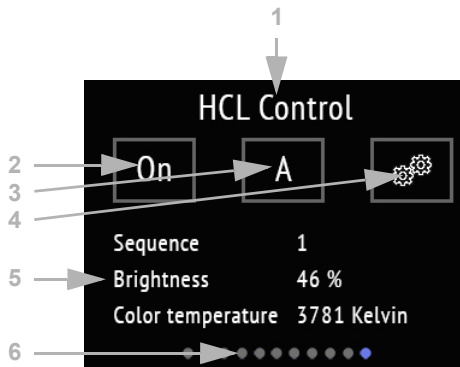 1
HCL Control
2
On
A
3
4
Sequence 1
5
Brightness 46 %
Color temperature 3781 Kelvin
6